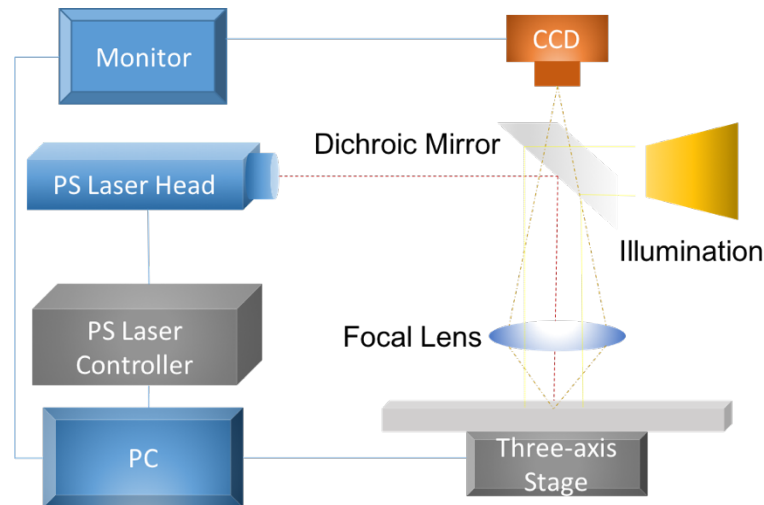 CCD
Monitor
Dichroic Mirror
PS Laser Head
Illumination
PS Laser
Controller
Focal Lens
PC
Three-axis
Stage